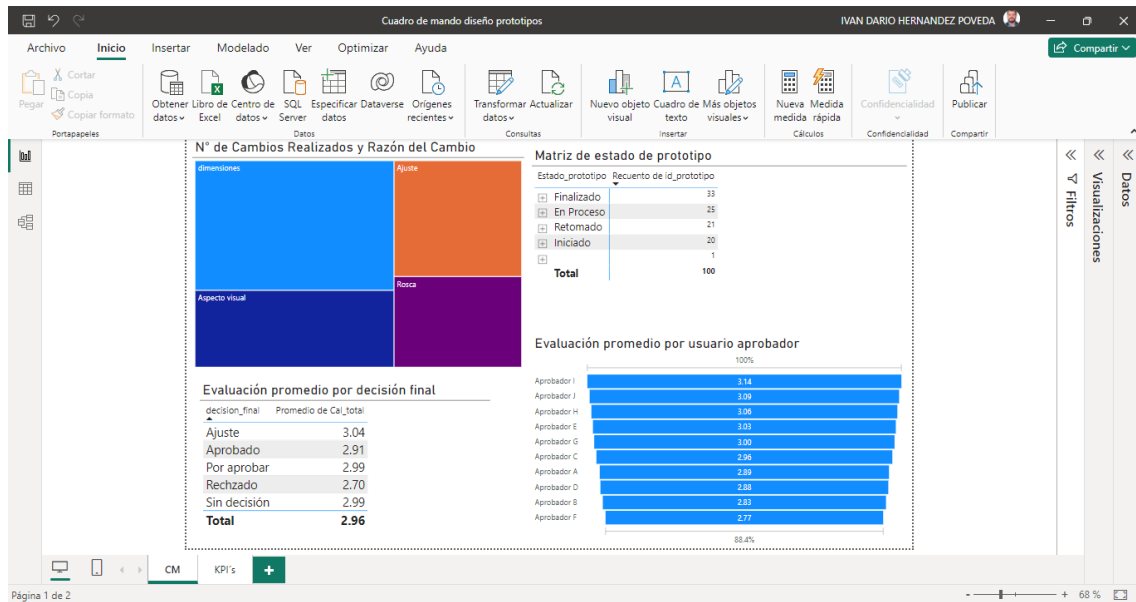 Cuadro de mando diseño prototipos
IVAN DARIO HERNANDEZ POVEDA
Archivo Inicio Insertar Modelado Ver Optimizar Ayuda
Compartir
Pegar
Cortar
Copia
Copiar formato
Portapapeles
Obtener datos
Libro de Excel
Centro de datos
SQL Server
Especificar datos
Dataverse
Orígenes recientes
Datos
Transformar datos
Actualizar
Consultas
Nuevo objeto visual
Cuadro de texto
Más objetos visuales
Insertar
Nueva medida
Medida rápida
Cálculos
Confidencialidad
Confidencialidad
Publicar
Compartir
N° de Cambios Realizados y Razón del Cambio
dimensiones
Ajuste
Aspecto visual
Rosca
Matriz de estado de prototipo
Estado_prototipo Recuento de id_prototipo
Finalizado 33
En Proceso 25
Retomado 21
Iniciado 20
1
Total 100
Evaluación promedio por decisión final
decision_final Promedio de Cal_total
Ajuste 3.04
Aprobado 2.91
Por aprobar 2.99
Rechzado 2.70
Sin decisión 2.99
Total 2.96
Evaluación promedio por usuario aprobador
100%
Aprobador I 3.14
Aprobador J 3.09
Aprobador H 3.06
Aprobador E 3.03
Aprobador G 3.00
Aprobador C 2.96
Aprobador A 2.89
Aprobador D 2.88
Aprobador B 2.83
Aprobador F 2.77
88.4%
Filtros
Visualizaciones
Datos
CM KPI's
Página 1 de 2
68 %